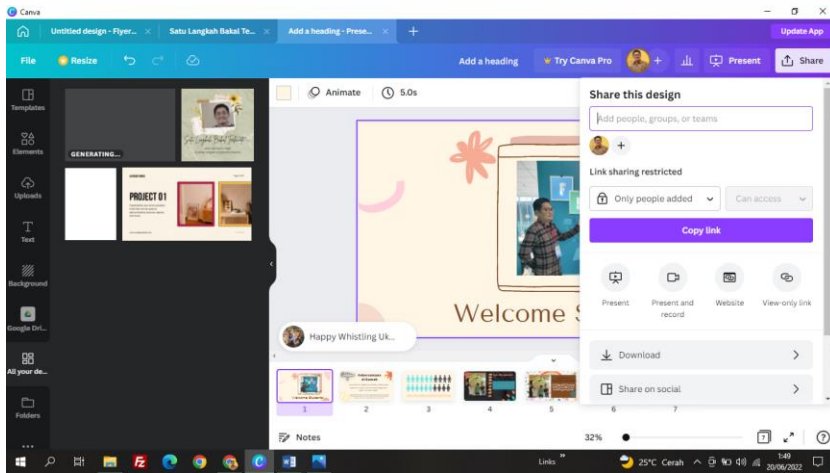 Canva
Untitled design - Flyer...
Satu Langkah Bakal Te...
Add a heading - Prese...
Update App
File
Resize
Add a heading
Try Canva Pro
Present
Share
Templates
Elements
Uploads
Text
Background
Google Dri...
All your de...
Folders
GENERATING...
PROJECT 01
Animate
5.0s
Welcome S
Happy Whistling Uk...
1
2
3
4
5
6
7
Notes
32%
7
Share this design
Add people, groups, or teams
Link sharing restricted
Only people added
Can access
Copy link
Present
Present and
record
Website
View-only link
Download
Share on social
Links
25°C Cerah
1:49
20/06/2022